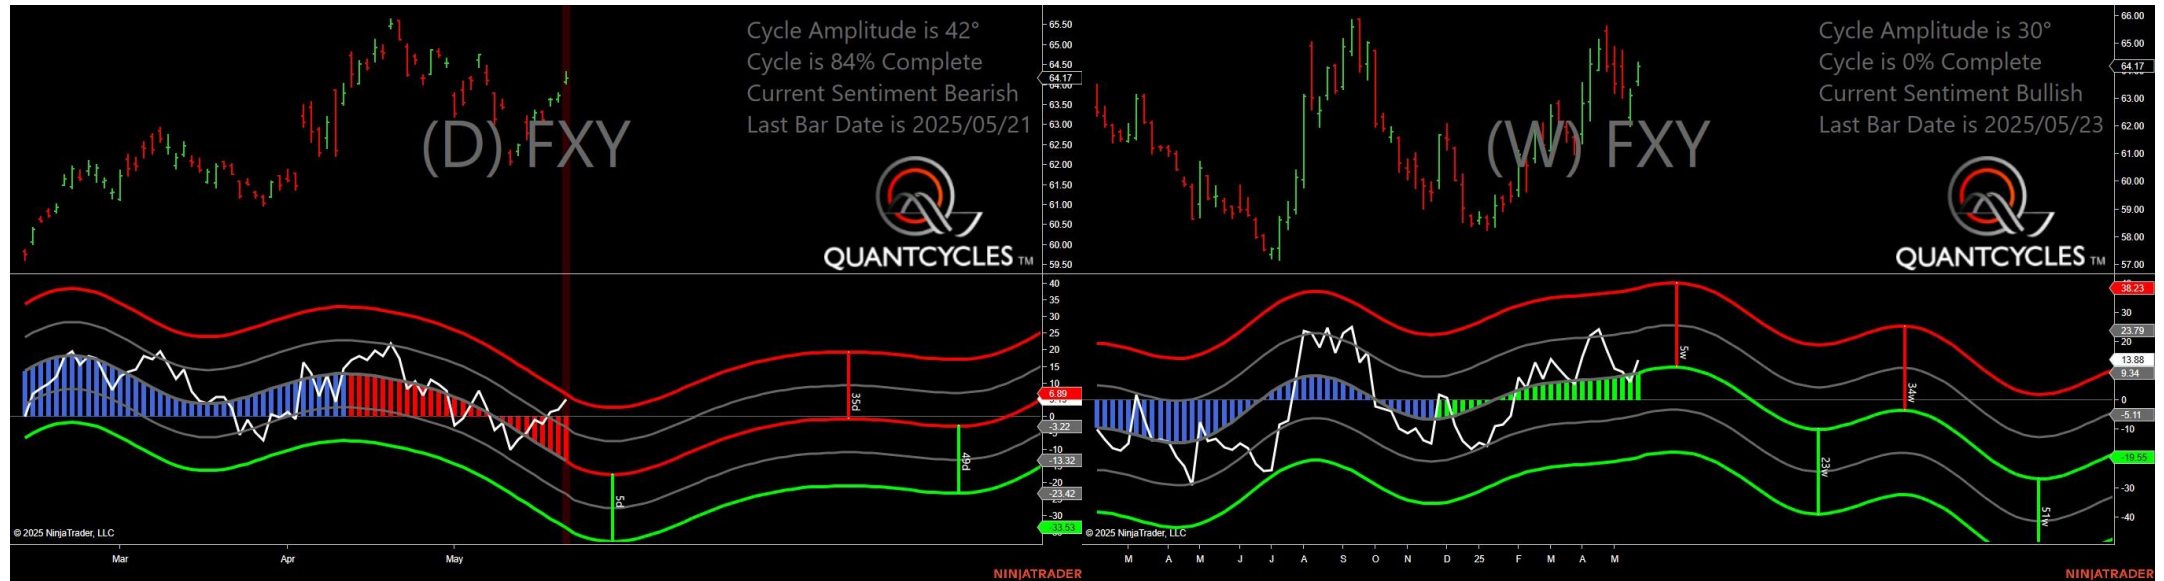 Cycle Amplitude is 42°
Cycle is 84% Complete
Current Sentiment Bearish
Last Bar Date is 2025/05/21
(D) FXY
QUANTCYCLES TM
65.50
65.00
64.50
64.17
64.00
63.50
63.00
62.50
62.00
61.50
61.00
60.50
60.00
59.50
40
35
30
25
20
15
10
6.89
0
-3.22
-10
-13.32
-20
-23.42
-30
-33.53
5d
35d
49d
© 2025 NinjaTrader, LLC
Mar
Apr
May
NINJATRADER
Cycle Amplitude is 30°
Cycle is 0% Complete
Current Sentiment Bullish
Last Bar Date is 2025/05/23
(W) FXY
QUANTCYCLES TM
66.00
65.00
64.17
63.00
62.00
61.00
60.00
59.00
58.00
57.00
38.23
30
23.79
20
13.88
9.34
0
-5.11
-10
-19.55
-30
-40
5w
23w
34w
51w
© 2025 NinjaTrader, LLC
M A M J J A S O N D 25 F M A M
NINJATRADER